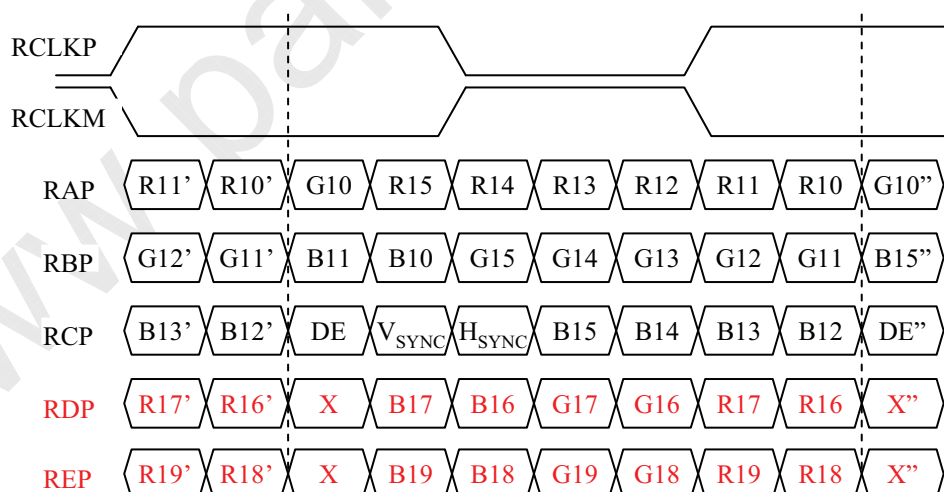 RCLKP
RCLKM
RAP R11’ R10’ G10 R15 R14 R13 R12 R11 R10 G10”
RBP G12’ G11’ B11 B10 G15 G14 G13 G12 G11 B15”
RCP B13’ B12’ DE VSYNC HSYNC B15 B14 B13 B12 DE”
RDP R17’ R16’ X B17 B16 G17 G16 R17 R16 X”
REP R19’ R18’ X B19 B18 G19 G18 R19 R18 X”